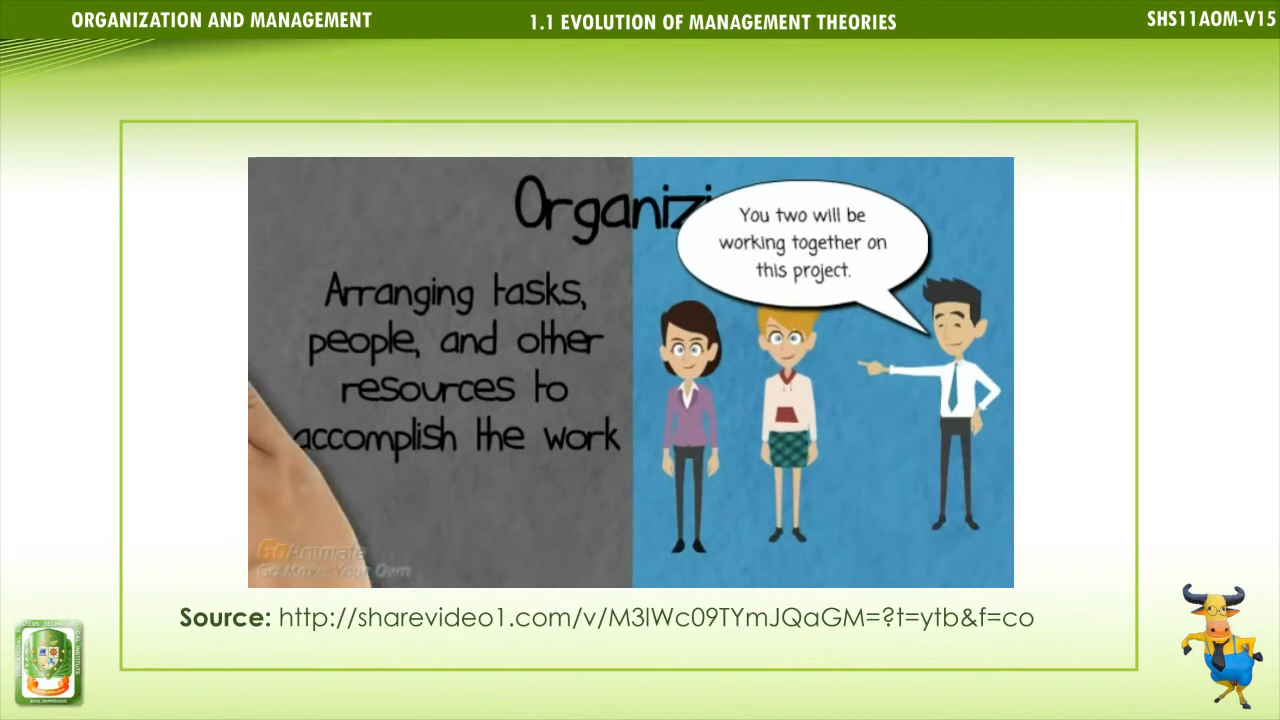 ORGANIZATION AND MANAGEMENT
1.1 EVOLUTION OF MANAGEMENT THEORIES
SHS11AOM-V15
Organizi
You two will be
working together on
this project.
Arranging tasks,
people, and other
resources to
accomplish the work
GoAnimate
Go Make Your Own
Source: http://sharevideo1.com/v/M3lWc09TYmJQaGM=?t=ytb&f=co